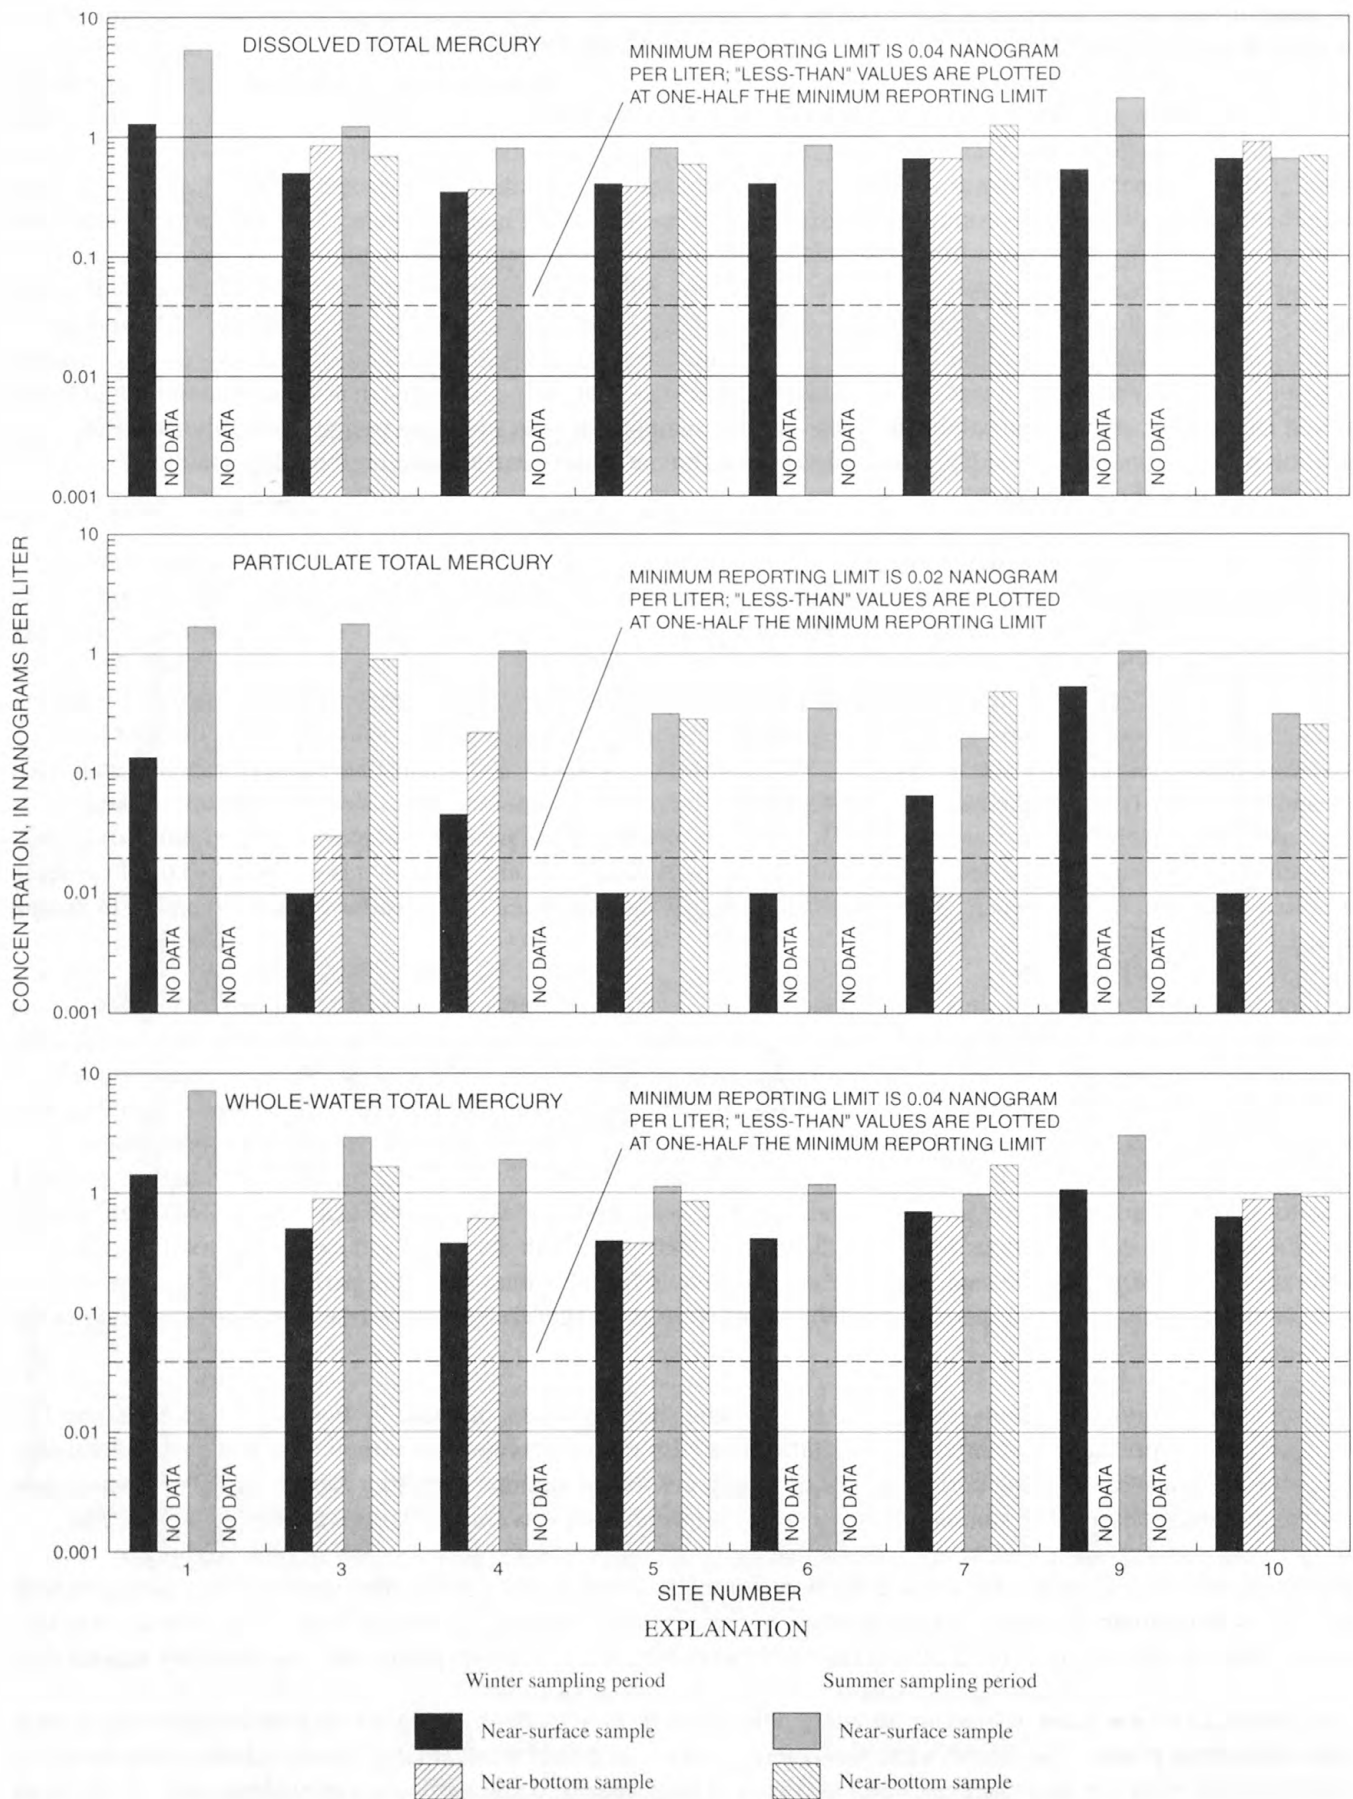 10
1
0.1
0.01
0.001
DISSOLVED TOTAL MERCURY
MINIMUM REPORTING LIMIT IS 0.04 NANOGRAM
PER LITER; "LESS-THAN" VALUES ARE PLOTTED
AT ONE-HALF THE MINIMUM REPORTING LIMIT
NO DATA
NO DATA
NO DATA
NO DATA
NO DATA
NO DATA
NO DATA
CONCENTRATION, IN NANOGRAMS PER LITER
10
1
0.1
0.01
0.001
PARTICULATE TOTAL MERCURY
MINIMUM REPORTING LIMIT IS 0.02 NANOGRAM
PER LITER; "LESS-THAN" VALUES ARE PLOTTED
AT ONE-HALF THE MINIMUM REPORTING LIMIT
NO DATA
NO DATA
NO DATA
NO DATA
NO DATA
NO DATA
NO DATA
10
1
0.1
0.01
0.001
WHOLE-WATER TOTAL MERCURY
MINIMUM REPORTING LIMIT IS 0.04 NANOGRAM
PER LITER; "LESS-THAN" VALUES ARE PLOTTED
AT ONE-HALF THE MINIMUM REPORTING LIMIT
NO DATA
NO DATA
NO DATA
NO DATA
NO DATA
NO DATA
NO DATA
1 3 4 5 6 7 9 10
SITE NUMBER
EXPLANATION
Winter sampling period
Near-surface sample
Near-bottom sample
Summer sampling period
Near-surface sample
Near-bottom sample